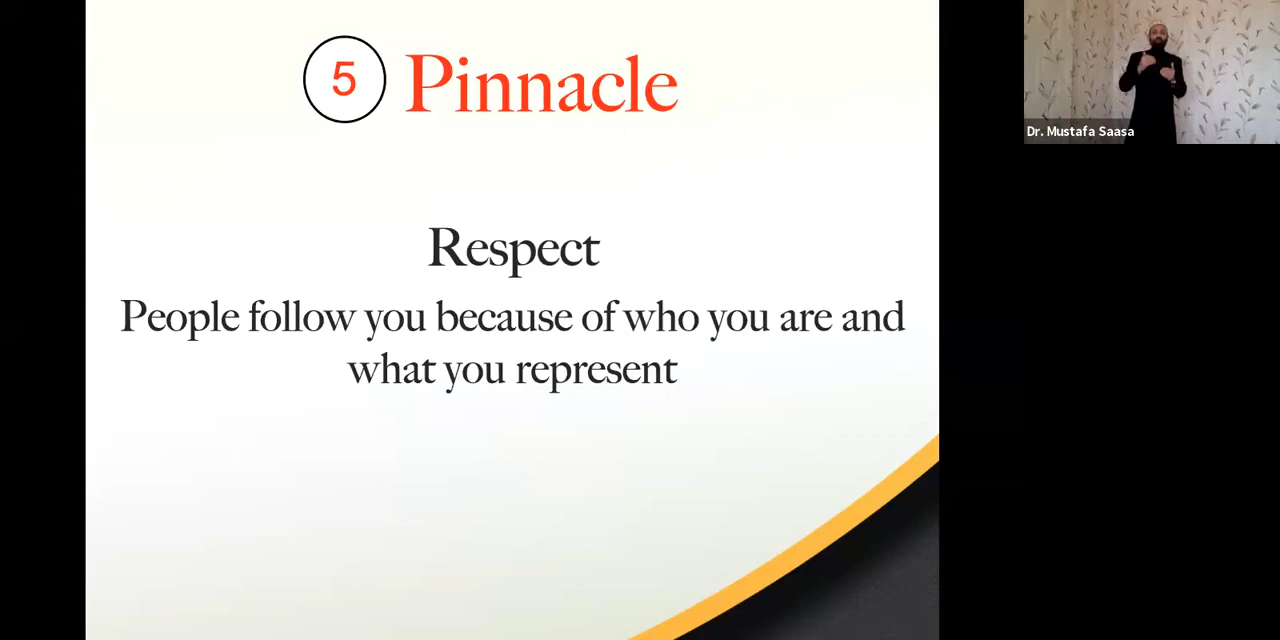 5 Pinnacle
Respect
People follow you because of who you are and
what you represent
Dr. Mustafa Saasa